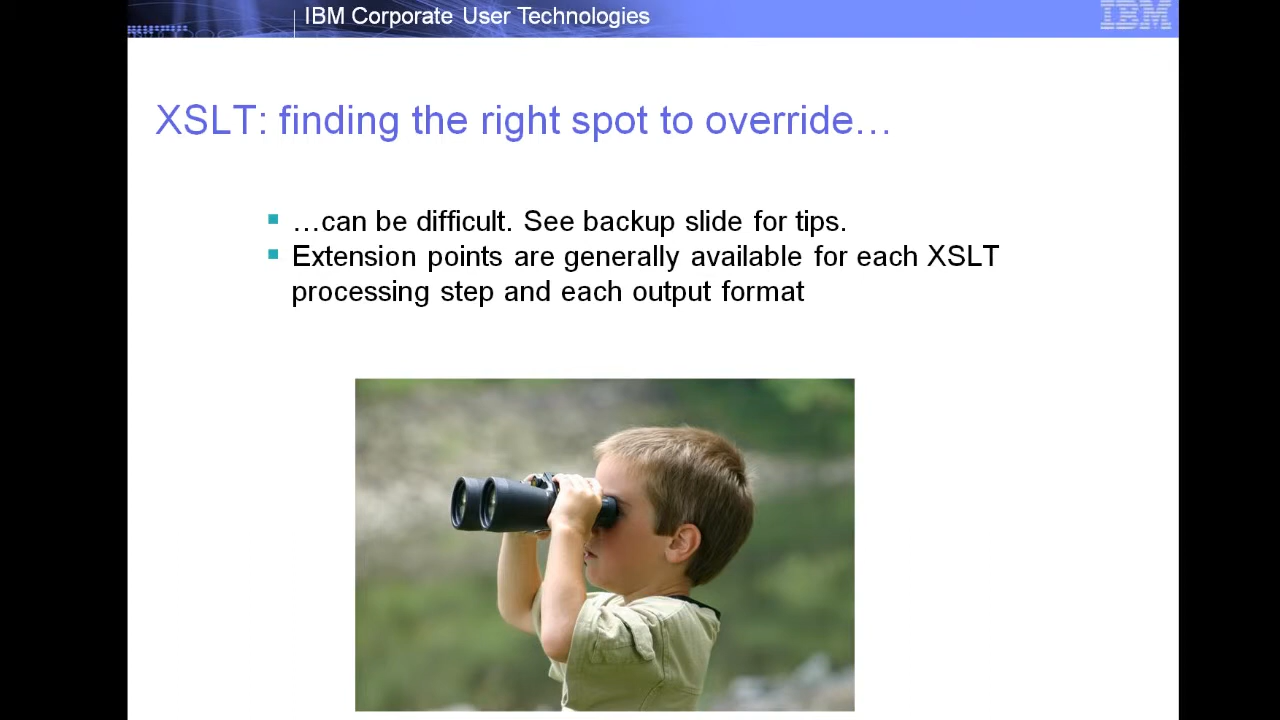 IBM Corporate User Technologies
IBM
XSLT: finding the right spot to override…
…can be difficult. See backup slide for tips.
Extension points are generally available for each XSLT
processing step and each output format